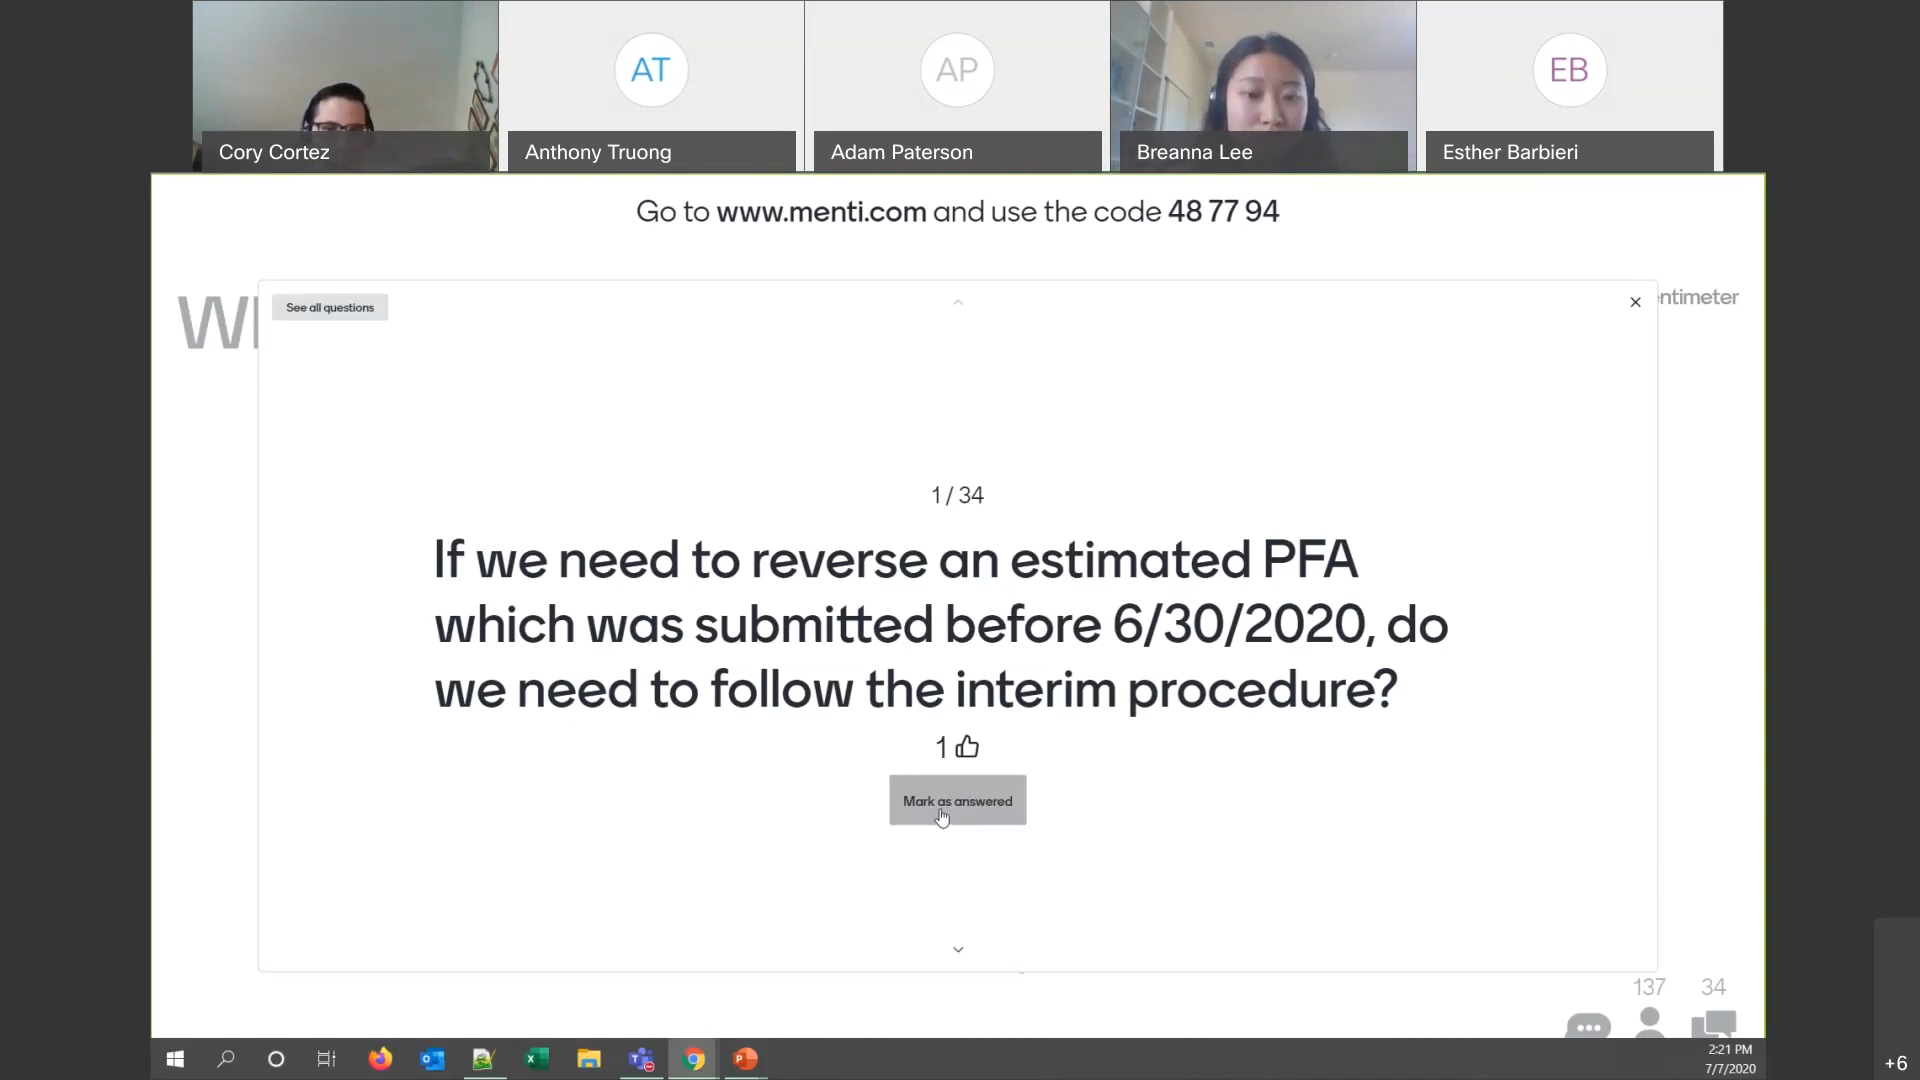 AT
AP
EB
Cory Cortez
Anthony Truong
Adam Paterson
Breanna Lee
Esther Barbieri
Go to www.menti.com and use the code 48 77 94
See all questions
ntimeter
1 / 34
If we need to reverse an estimated PFA
which was submitted before 6/30/2020, do
we need to follow the interim procedure?
1
Mark as answered
137
34
2:21 PM
7/7/2020
+6